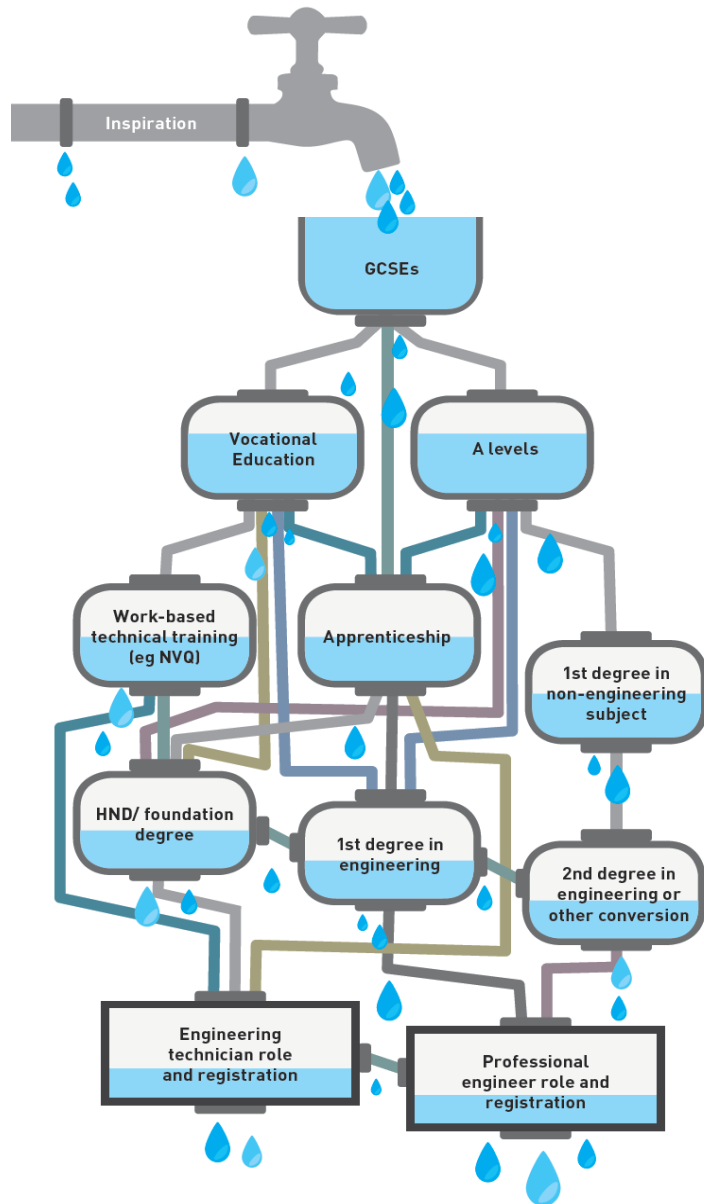 Inspiration
GCSEs
Vocational
Education
A levels
Work-based
technical training
(eg NVQ)
Apprenticeship
1st degree in
non-engineering
subject
HND/ foundation
degree
1st degree in
engineering
2nd degree in
engineering or
other conversion
Engineering
technician role
and registration
Professional
engineer role and
registration